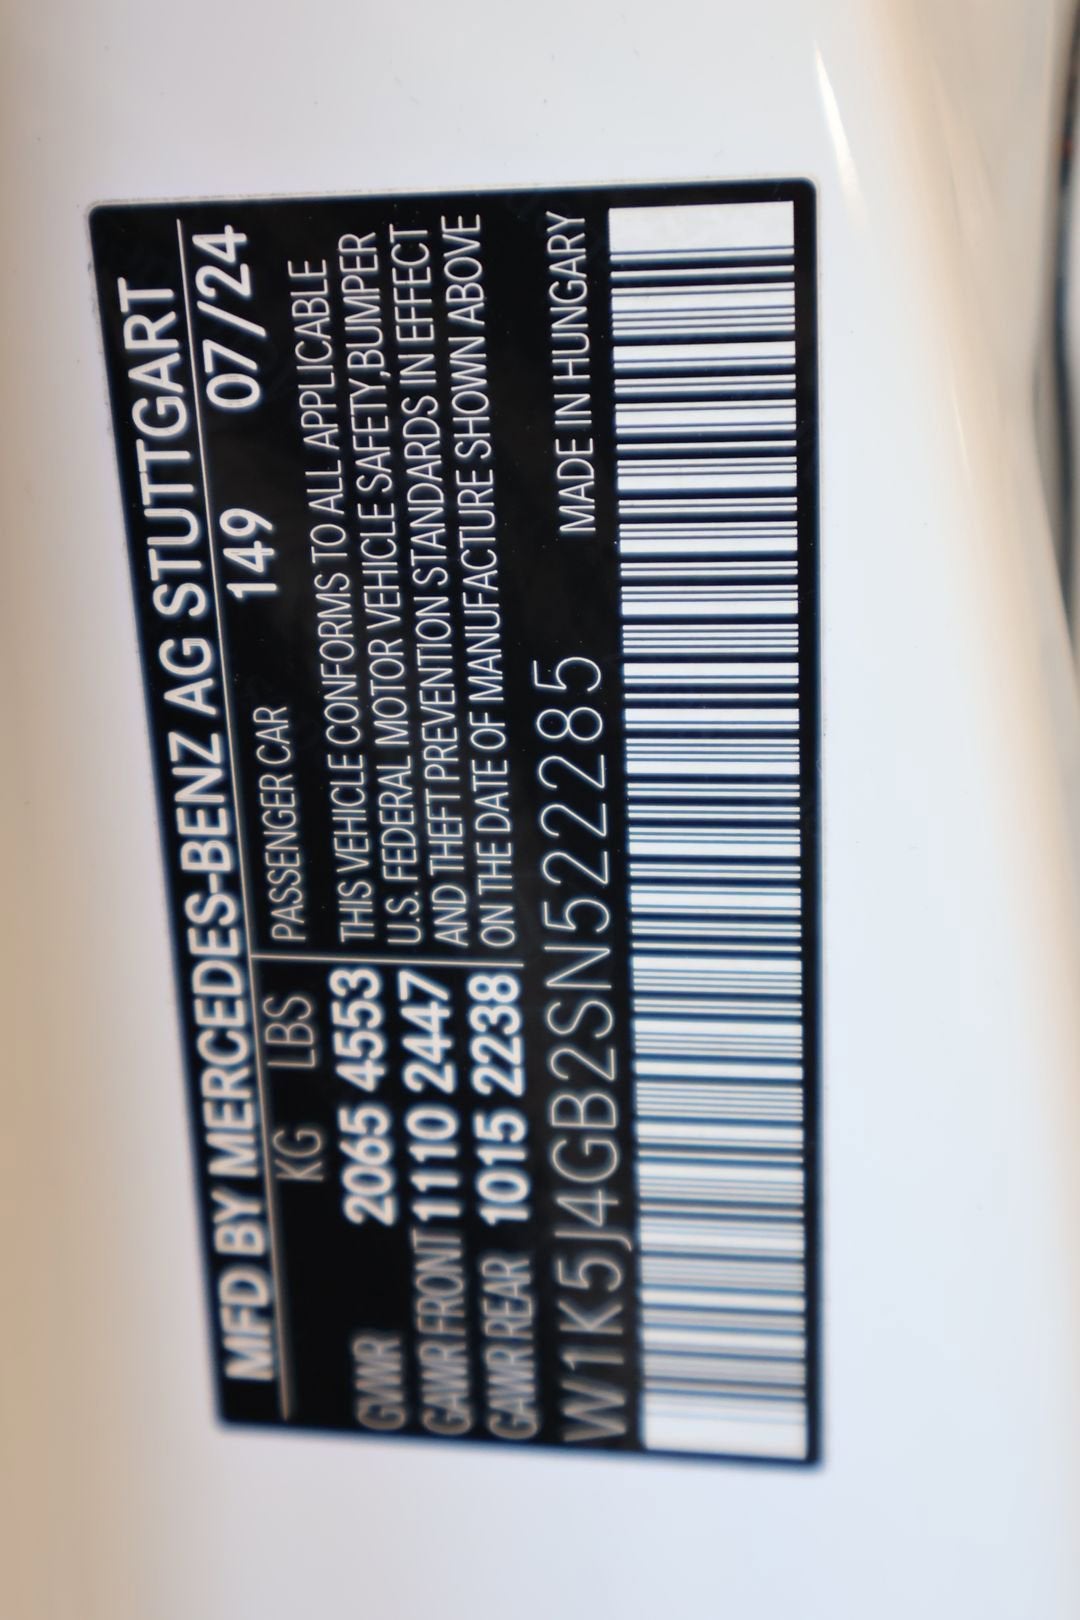 MFD BY MERCEDES-BENZ AG STUTTGART
KG LBS
149 07/24
PASSENGER CAR
GWR 2065 4553
GAWR FRONT 1110 2447
GAWR REAR 1015 2238
THIS VEHICLE CONFORMS TO ALL APPLICABLE
U.S. FEDERAL MOTOR VEHICLE SAFETY,BUMPER
AND THEFT PREVENTION STANDARDS IN EFFECT
ON THE DATE OF MANUFACTURE SHOWN ABOVE
W1K5J4GB2SN522285 MADE IN HUNGARY